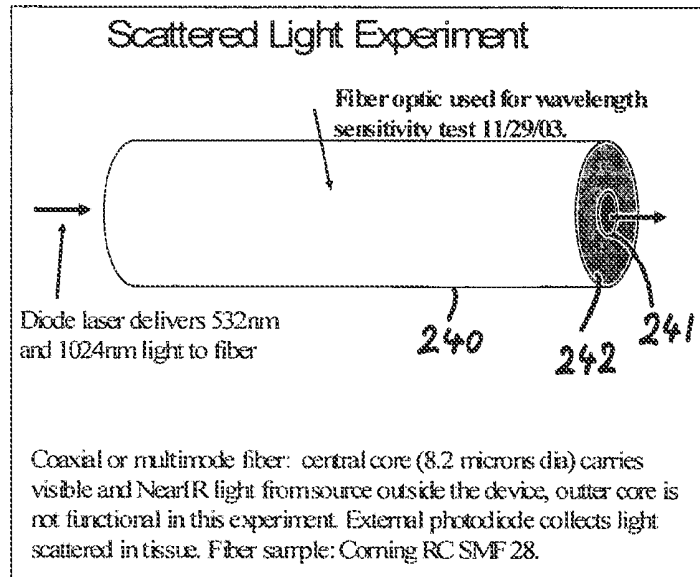 Scattered Light Experiment
Fiber optic used for wavelength
sensitivity test 11/29/03.
Diode laser delivers 532nm
and 1024nm light to fiber
240
242
241
Coaxial or multimode fiber: central core (8.2 microns dia) carries
visible and NearIR light from source outside the device, outter core is
not functional in this experiment. External photodiode collects light
scattered in tissue. Fiber sample: Corning RC SMF 28.